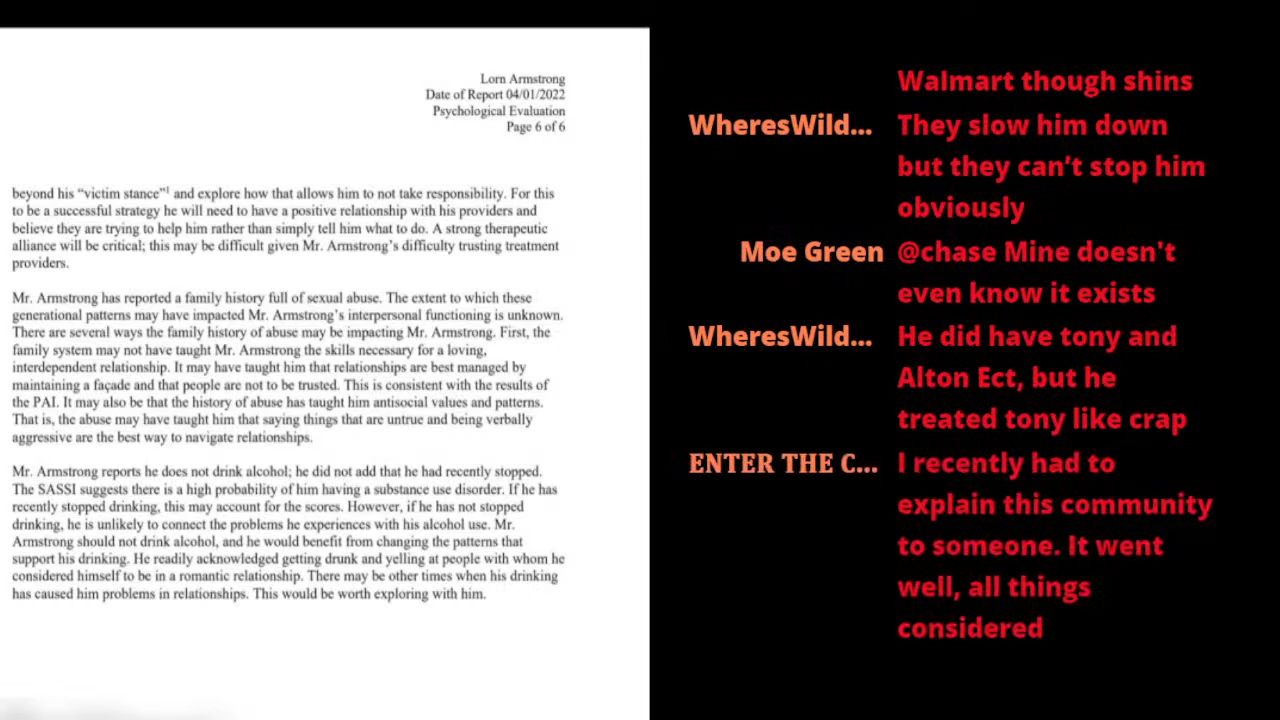 Lorn Armstrong
Date of Report 04/01/2022
Psychological Evaluation
Page 6 of 6
beyond his “victim stance”¹ and explore how that allows him to not take responsibility. For this
to be a successful strategy he will need to have a positive relationship with his providers and
believe they are trying to help him rather than simply tell him what to do. A strong therapeutic
alliance will be critical; this may be difficult given Mr. Armstrong’s difficulty trusting treatment
providers.
Mr. Armstrong has reported a family history full of sexual abuse. The extent to which these
generational patterns may have impacted Mr. Armstrong’s interpersonal functioning is unknown.
There are several ways the family history of abuse may be impacting Mr. Armstrong. First, the
family system may not have taught Mr. Armstrong the skills necessary for a loving,
interdependent relationship. It may have taught him that relationships are best managed by
maintaining a façade and that people are not to be trusted. This is consistent with the results of
the PAI. It may also be that the history of abuse has taught him antisocial values and patterns.
That is, the abuse may have taught him that saying things that are untrue and being verbally
aggressive are the best way to navigate relationships.
Mr. Armstrong reports he does not drink alcohol; he did not add that he had recently stopped.
The SASSI suggests there is a high probability of him having a substance use disorder. If he has
recently stopped drinking, this may account for the scores. However, if he has not stopped
drinking, he is unlikely to connect the problems he experiences with his alcohol use. Mr.
Armstrong should not drink alcohol, and he would benefit from changing the patterns that
support his drinking. He readily acknowledged getting drunk and yelling at people with whom he
considered himself to be in a romantic relationship. There may be other times when his drinking
has caused him problems in relationships. This would be worth exploring with him.
Walmart though shins
WheresWild... They slow him down
but they can’t stop him
obviously
Moe Green @chase Mine doesn't
even know it exists
WheresWild... He did have tony and
Alton Ect, but he
treated tony like crap
ENTER THE C... I recently had to
explain this community
to someone. It went
well, all things
considered